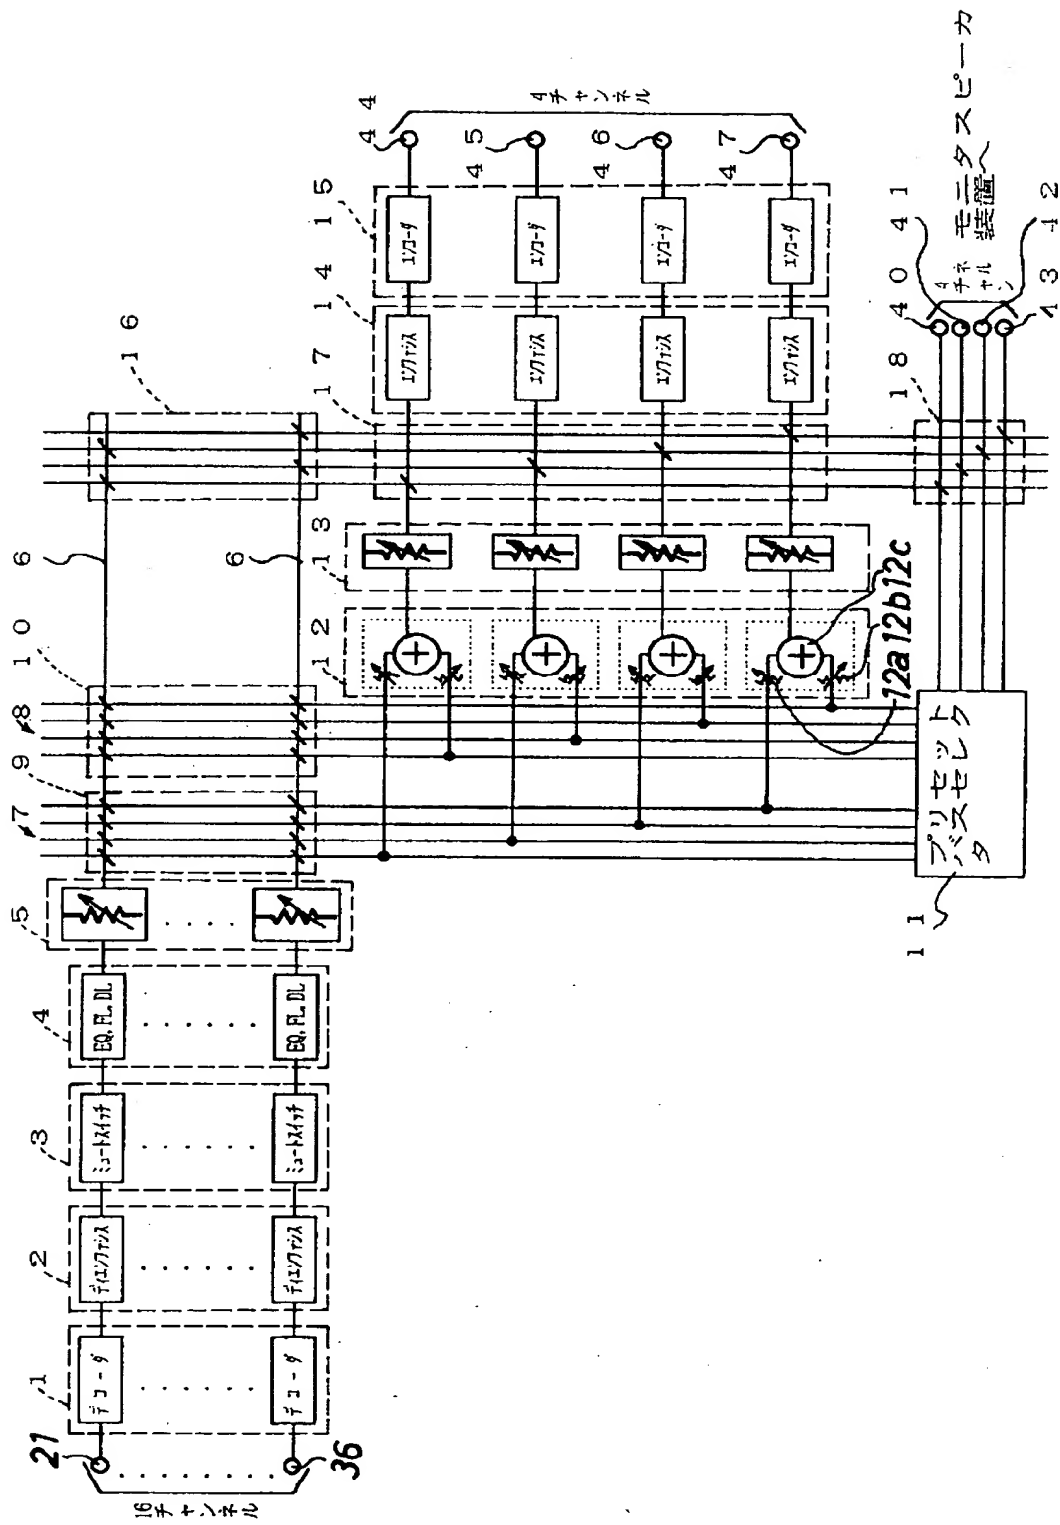 16
チャンネル
21
36
1
デコーダ
デコーダ
2
ディエンファシス
ディエンファシス
3
ミュートスイッチ
ミュートスイッチ
4
EQ, FL, DL
EQ, FL, DL
5
9
7
10
8
6
6
16
12
12a
12b
12c
13
17
14
エンファシス
エンファシス
エンファシス
エンファシス
15
エンコーダ
エンコーダ
エンコーダ
エンコーダ
44
45
46
47
4
チャンネル
11
プリセット
バスセレク
タ
18
40
41
42
43
4
チャンネル
モニタスピーカ
装置へ